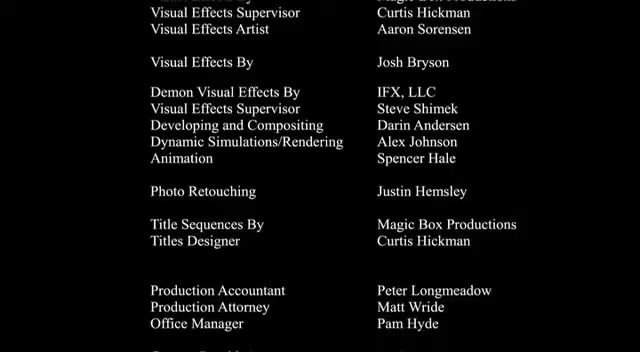 Visual Effects Supervisor Curtis Hickman
Visual Effects Artist Aaron Sorensen
Visual Effects By Josh Bryson
Demon Visual Effects By IFX, LLC
Visual Effects Supervisor Steve Shimek
Developing and Compositing Darin Andersen
Dynamic Simulations/Rendering Alex Johnson
Animation Spencer Hale
Photo Retouching Justin Hemsley
Title Sequences By Magic Box Productions
Titles Designer Curtis Hickman
Production Accountant Peter Longmeadow
Production Attorney Matt Wride
Office Manager Pam Hyde